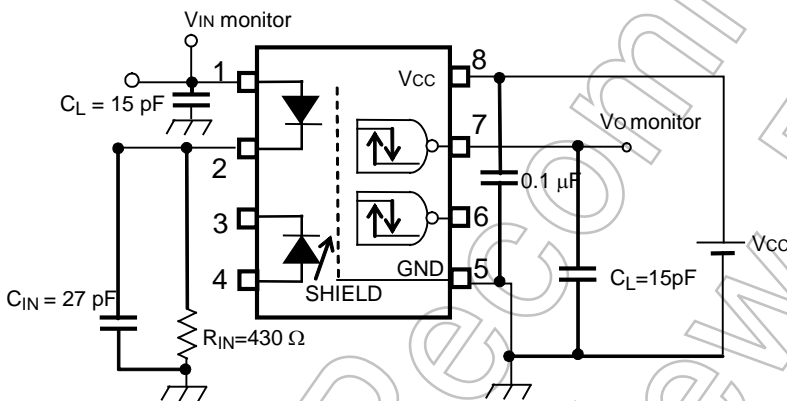 VIN monitor
1
CL = 15 pF
2
3
4
CIN = 27 pF
RIN=430 Ω
SHIELD
VCC
8
7
6
GND
5
0.1 μF
VO monitor
VCC
CL=15pF